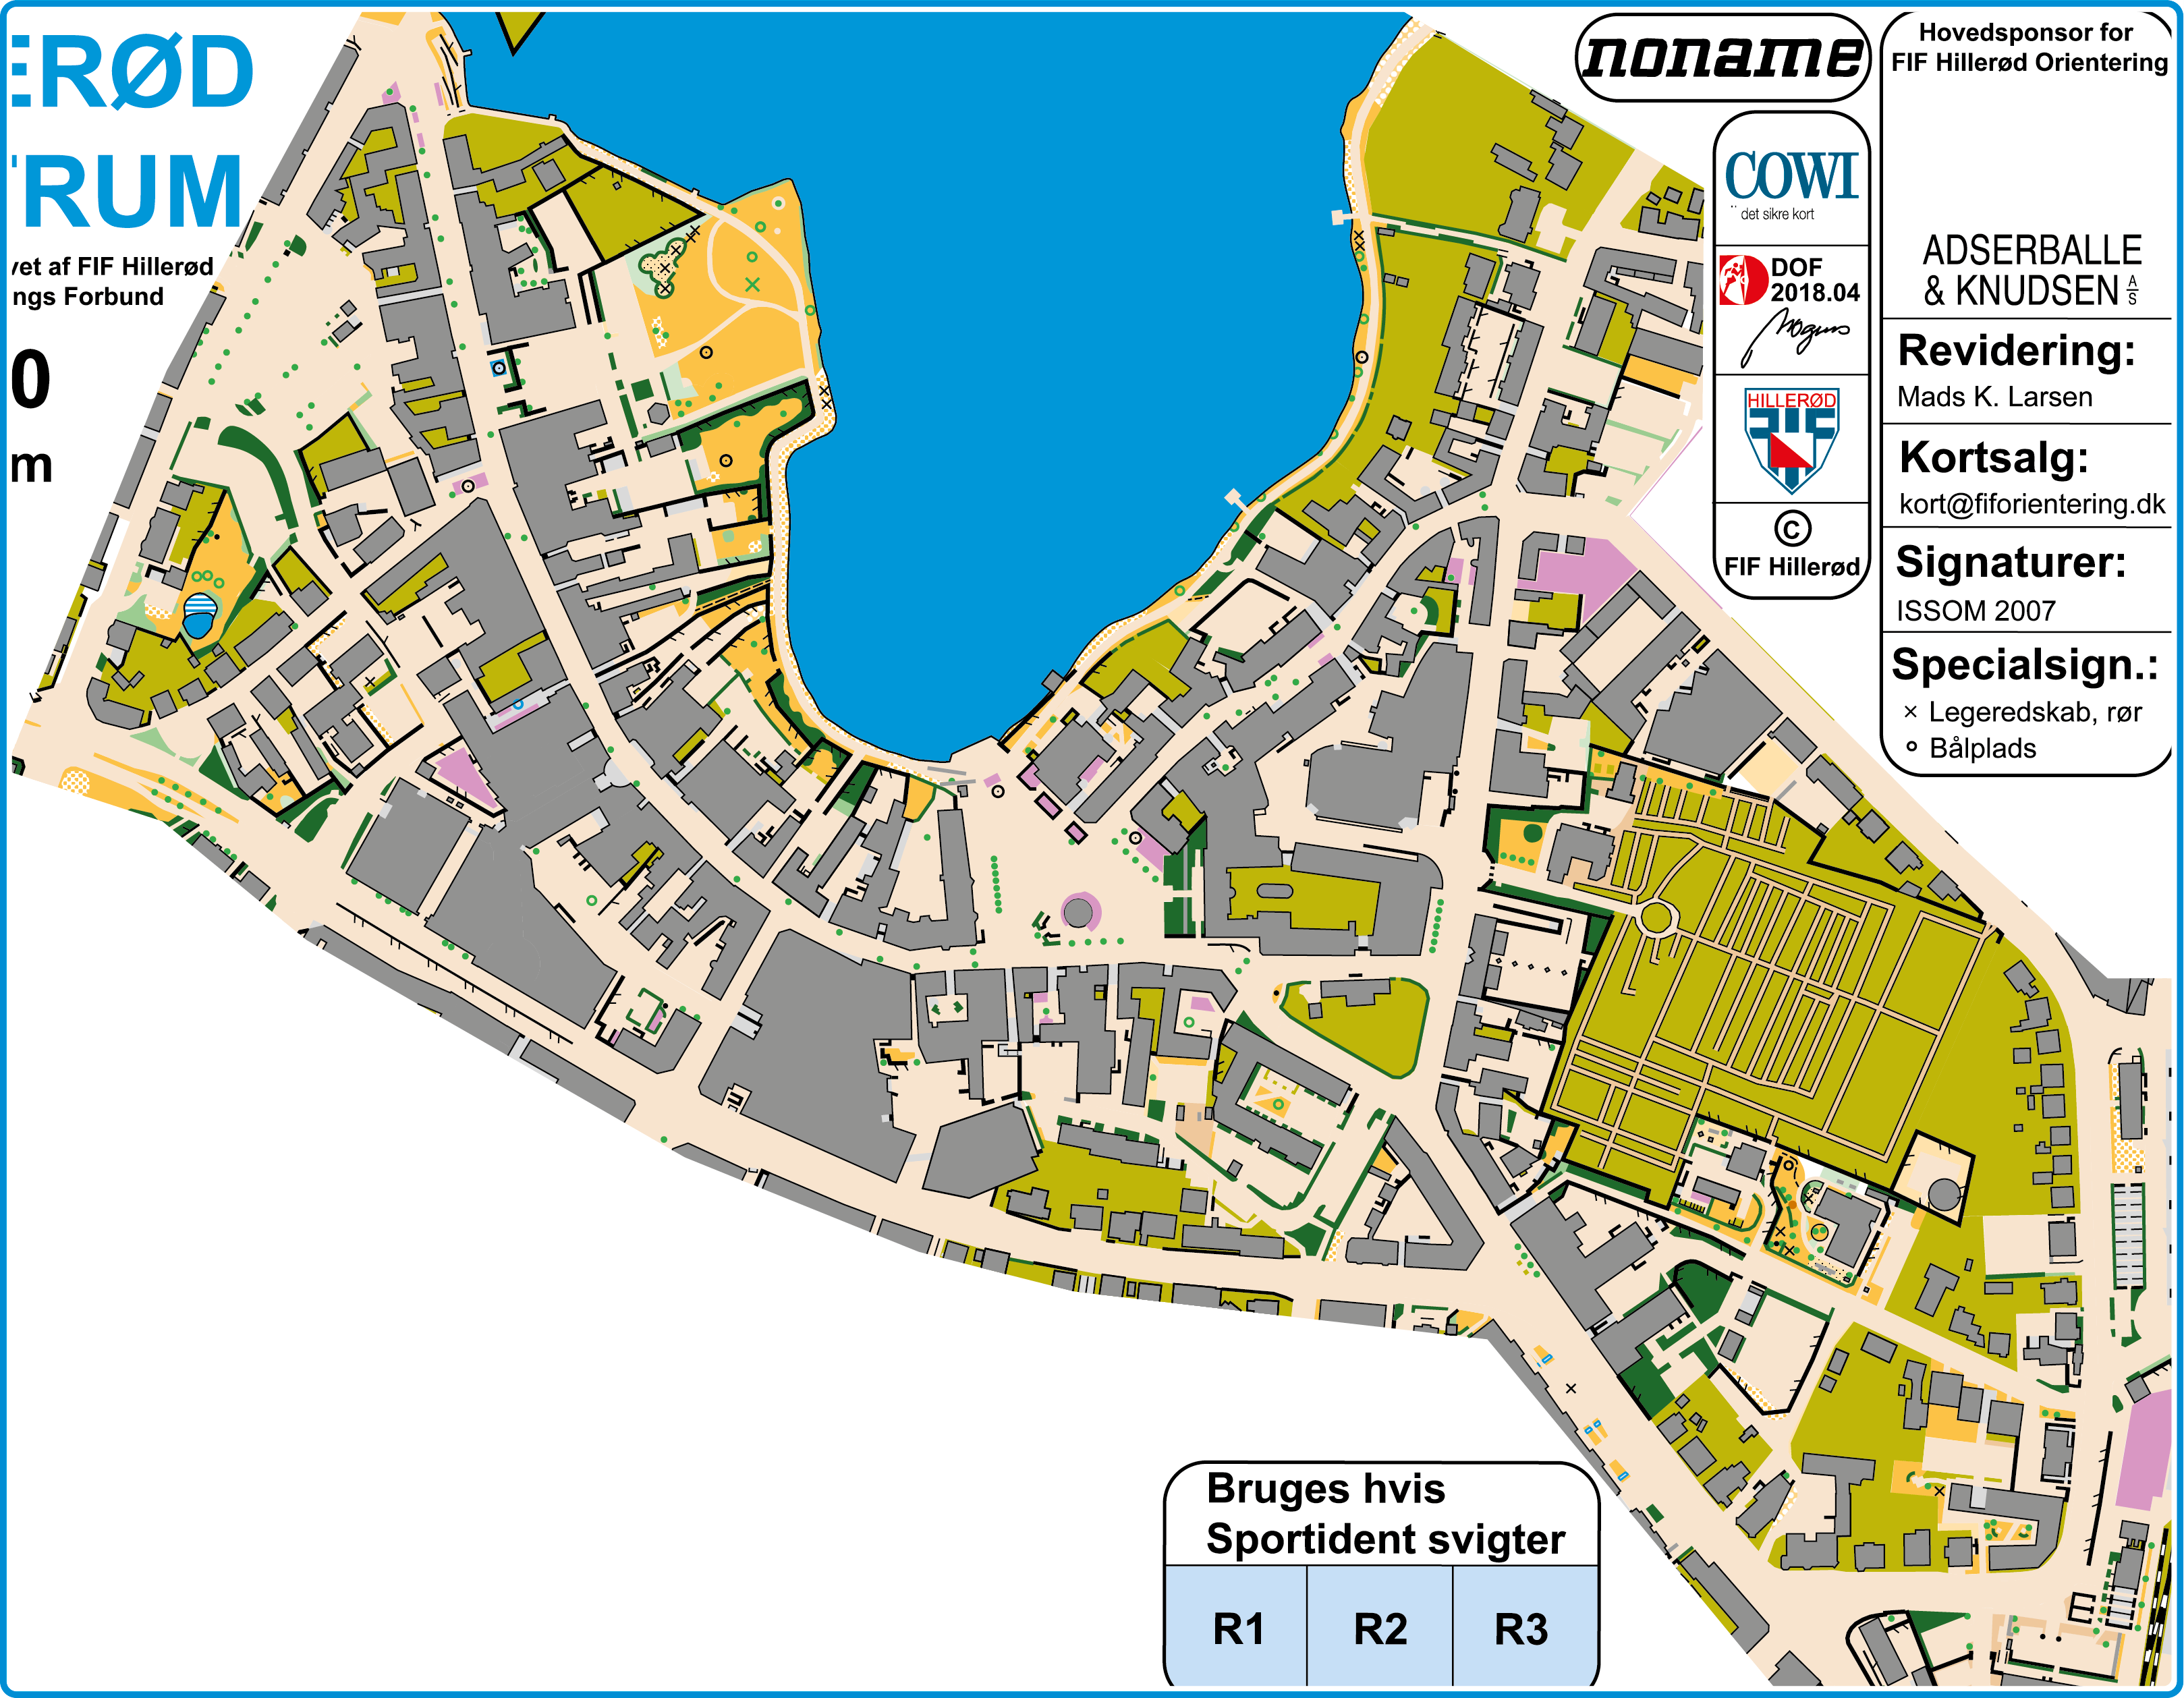 ERØD
TRUM
vet af FIF Hillerød
ngs Forbund
0
m
noname
COWI
det sikre kort
DOF
2018.04
HILLERØD
©
FIF Hillerød
Hovedsponsor for
FIF Hillerød Orientering
ADSERBALLE
& KNUDSEN A/S
Revidering:
Mads K. Larsen
Kortsalg:
kort@fiforientering.dk
Signaturer:
ISSOM 2007
Specialsign.:
× Legeredskab, rør
Bålplads
Bruges hvis
Sportident svigter
R1 R2 R3